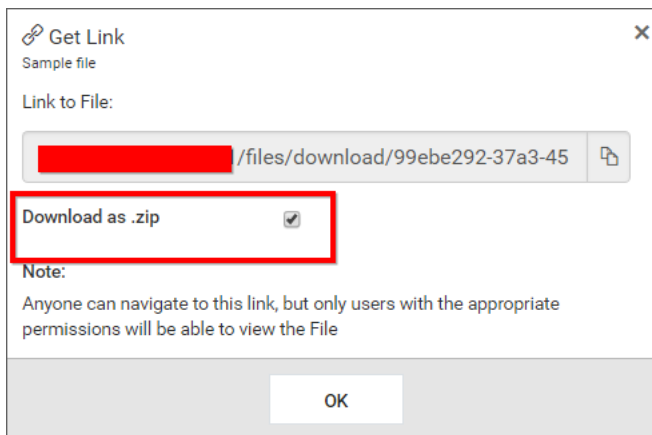 Get Link
Sample file
Link to File:
/files/download/99ebe292-37a3-45
Download as .zip
Note:
Anyone can navigate to this link, but only users with the appropriate
permissions will be able to view the File
OK